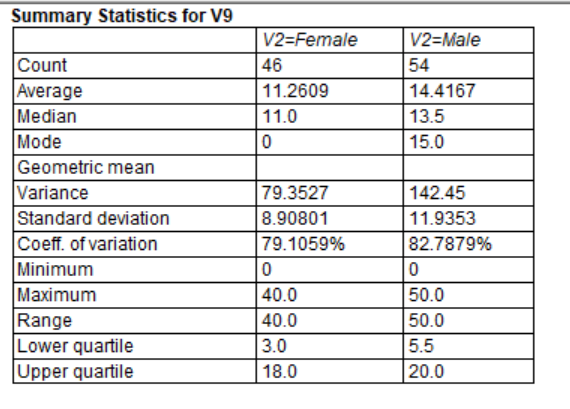 Summary Statistics for V9
V2=Female V2=Male
Count 46 54
Average 11.2609 14.4167
Median 11.0 13.5
Mode 0 15.0
Geometric mean
Variance 79.3527 142.45
Standard deviation 8.90801 11.9353
Coeff. of variation 79.1059% 82.7879%
Minimum 0 0
Maximum 40.0 50.0
Range 40.0 50.0
Lower quartile 3.0 5.5
Upper quartile 18.0 20.0